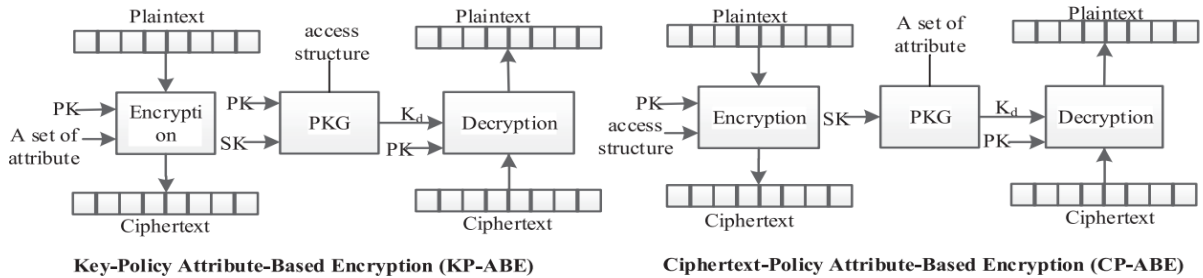 Plaintext
access
structure
Plaintext
PK
Encrypti
on
A set of
attribute
PK
SK
PKG
K_d
PK
Decryption
Ciphertext
Ciphertext
Key-Policy Attribute-Based Encryption (KP-ABE)
Plaintext
A set of
attribute
Plaintext
PK
access
structure
Encryption
SK
PKG
K_d
PK
Decryption
Ciphertext
Ciphertext
Ciphertext-Policy Attribute-Based Encryption (CP-ABE)